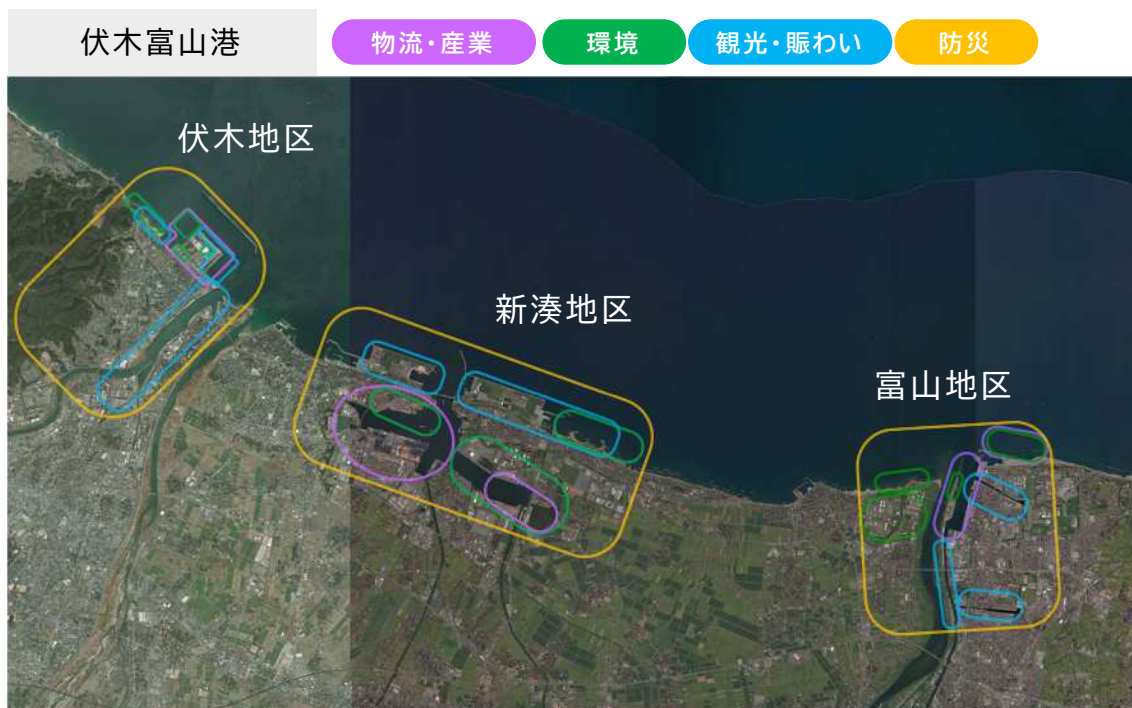 伏木富山港
物流・産業
環境
観光・賑わい
防災
伏木地区
新湊地区
富山地区